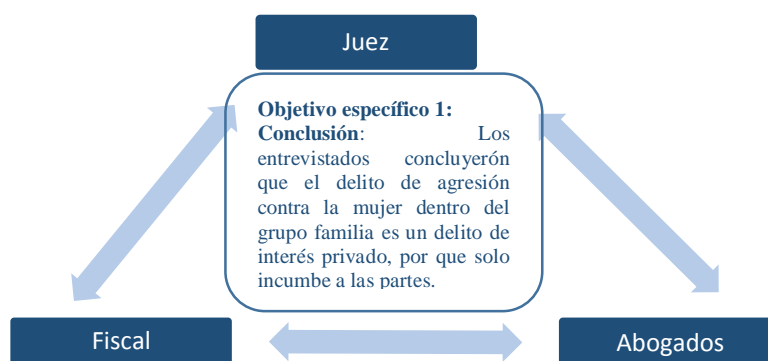 Juez
Objetivo específico 1:
Conclusión: Los
entrevistados concluyerón
que el delito de agresión
contra la mujer dentro del
grupo familia es un delito de
interés privado, por que solo
incumbe a las partes.
Fiscal
Abogados